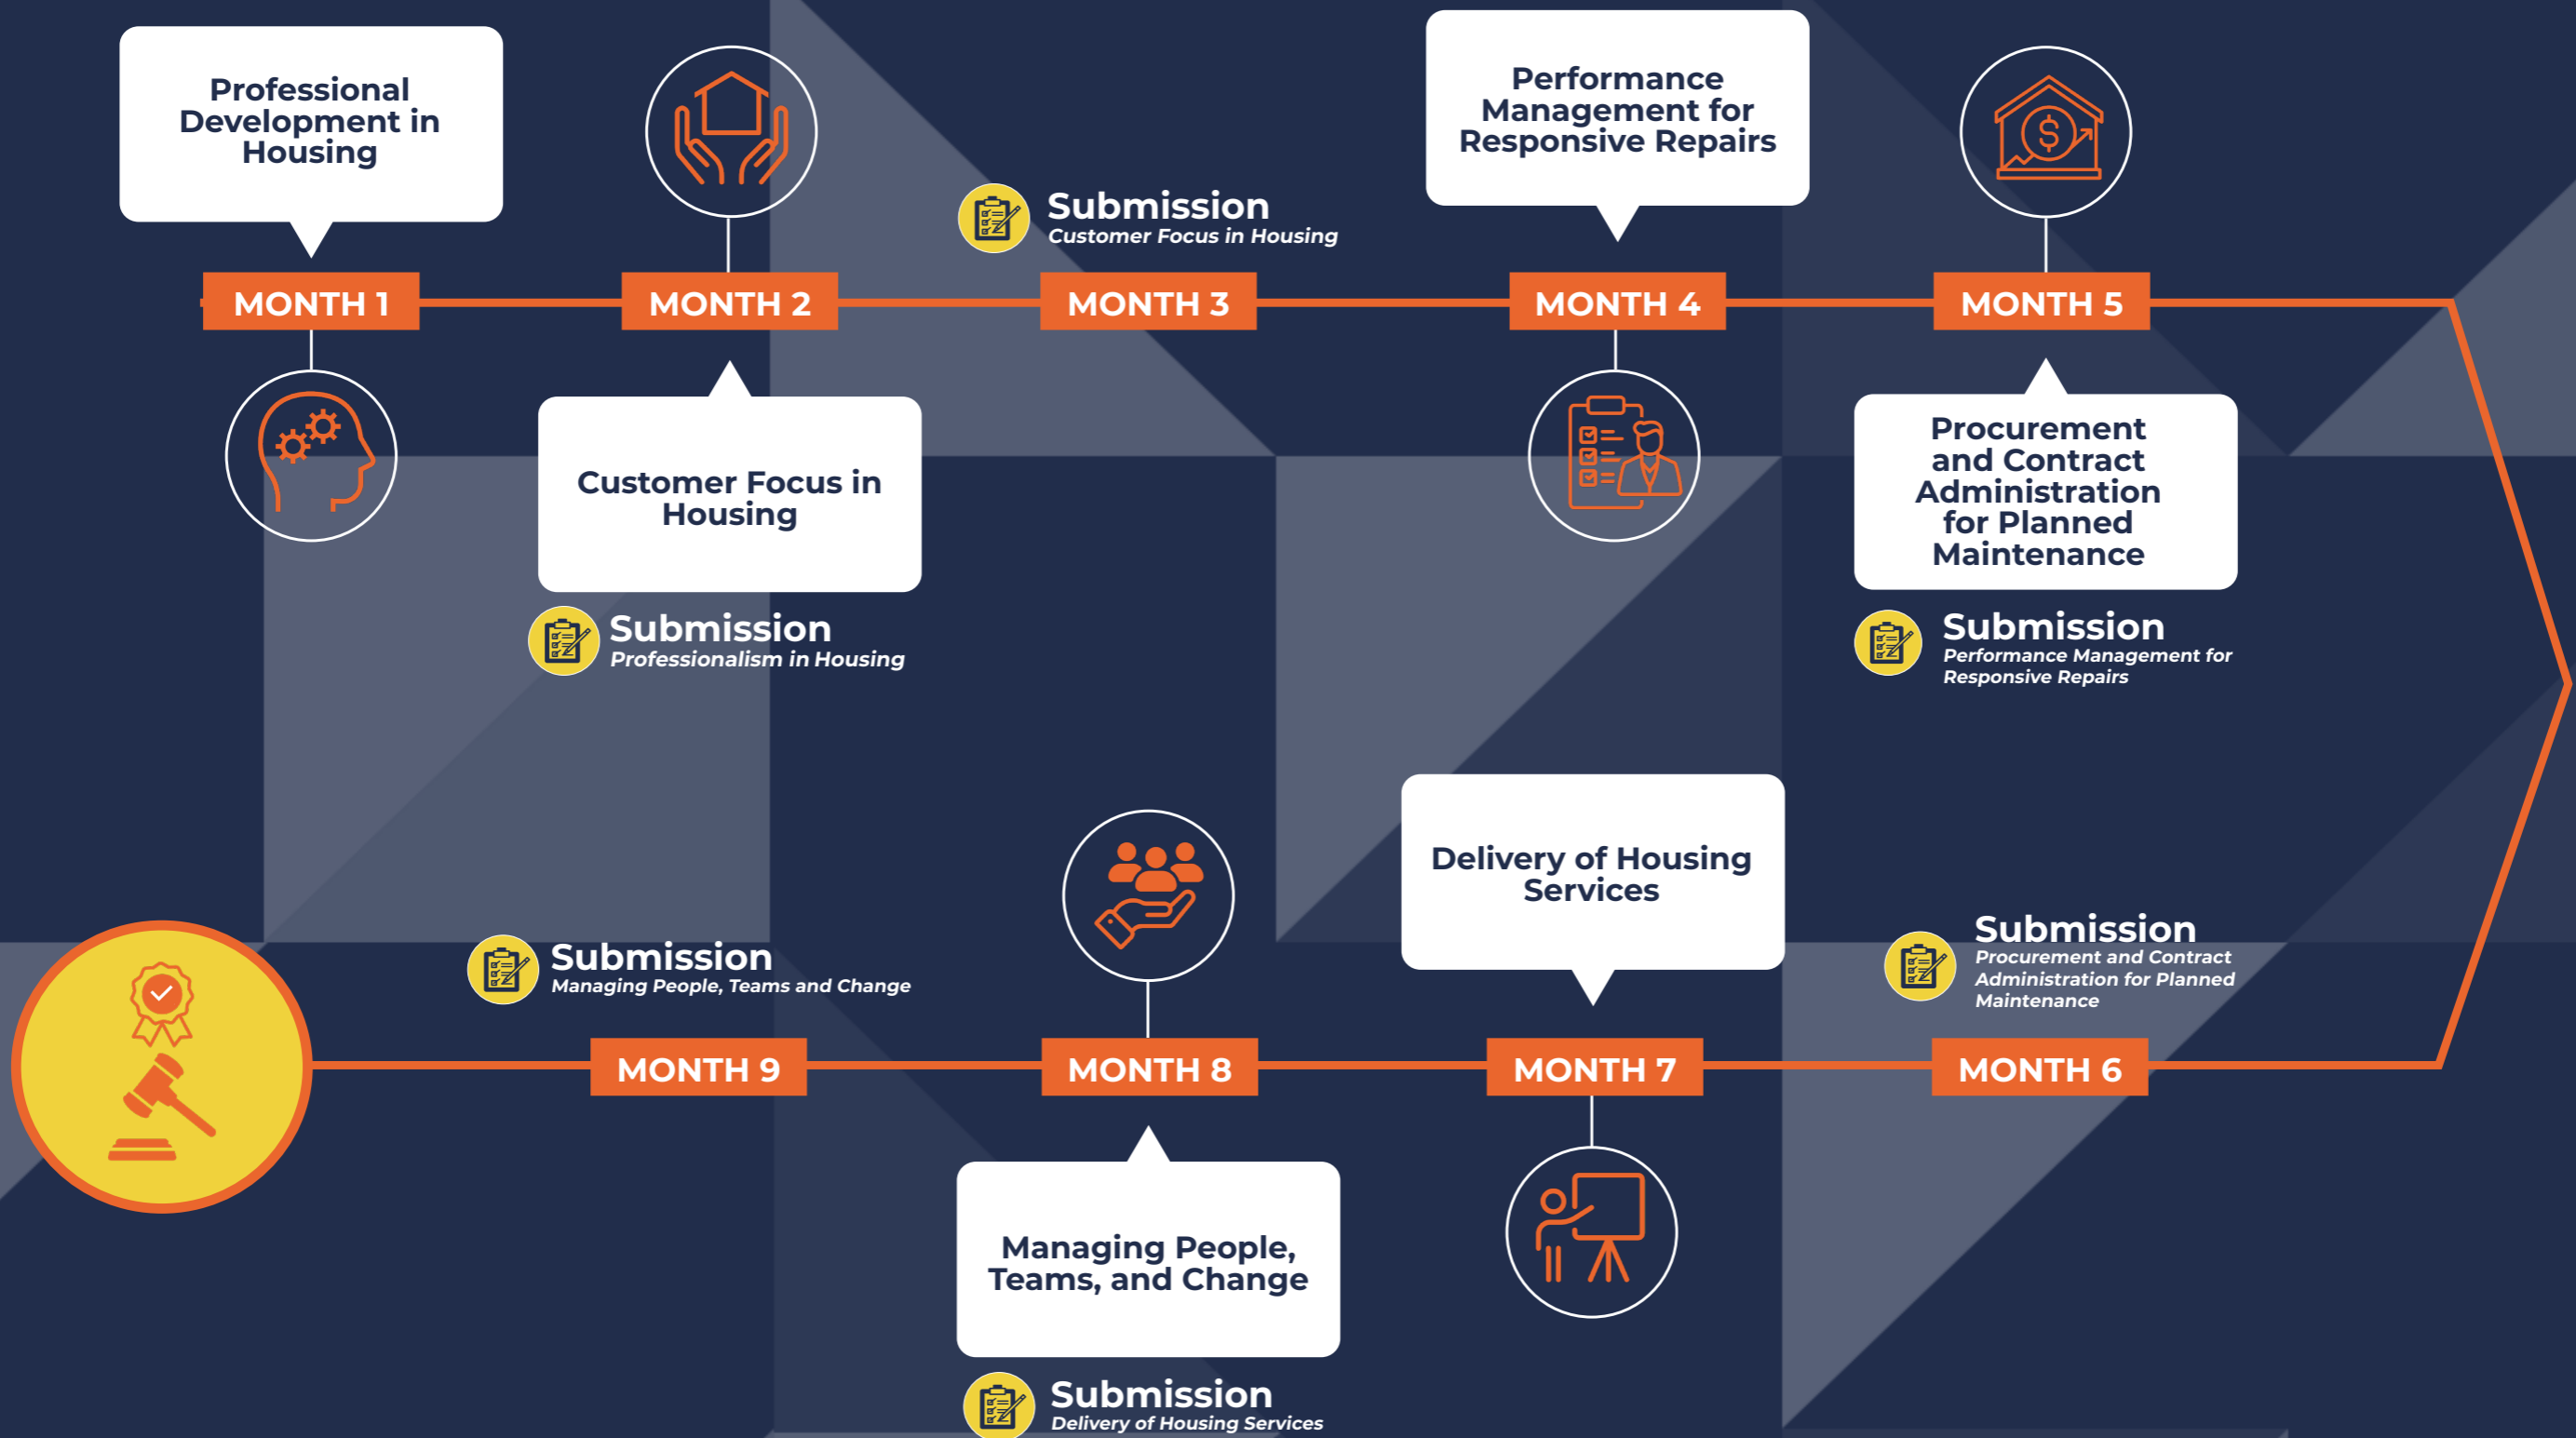 Professional
Development in
Housing
MONTH 1
MONTH 2
Customer Focus in
Housing
Submission
Professionalism in Housing
Submission
Customer Focus in Housing
MONTH 3
Performance
Management for
Responsive Repairs
MONTH 4
MONTH 5
Procurement
and Contract
Administration
for Planned
Maintenance
Submission
Performance Management for
Responsive Repairs
Submission
Procurement and Contract
Administration for Planned
Maintenance
MONTH 6
Delivery of Housing
Services
MONTH 7
MONTH 8
Managing People,
Teams, and Change
Submission
Delivery of Housing Services
Submission
Managing People, Teams and Change
MONTH 9
$